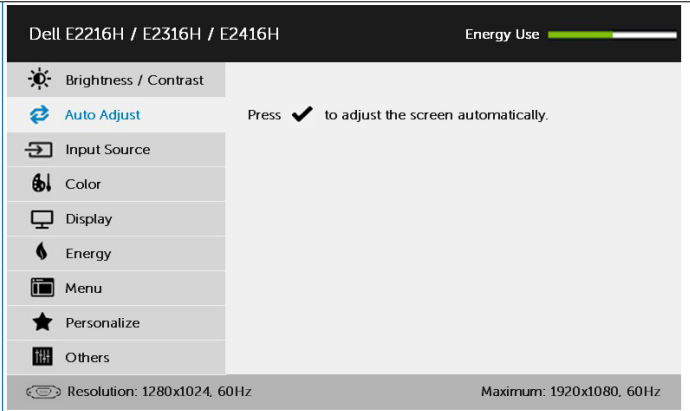 Dell E2216H / E2316H / E2416H
Energy Use
Brightness / Contrast
Auto Adjust
Press to adjust the screen automatically.
Input Source
Color
Display
Energy
Menu
Personalize
Others
Resolution: 1280x1024, 60Hz
Maximum: 1920x1080, 60Hz